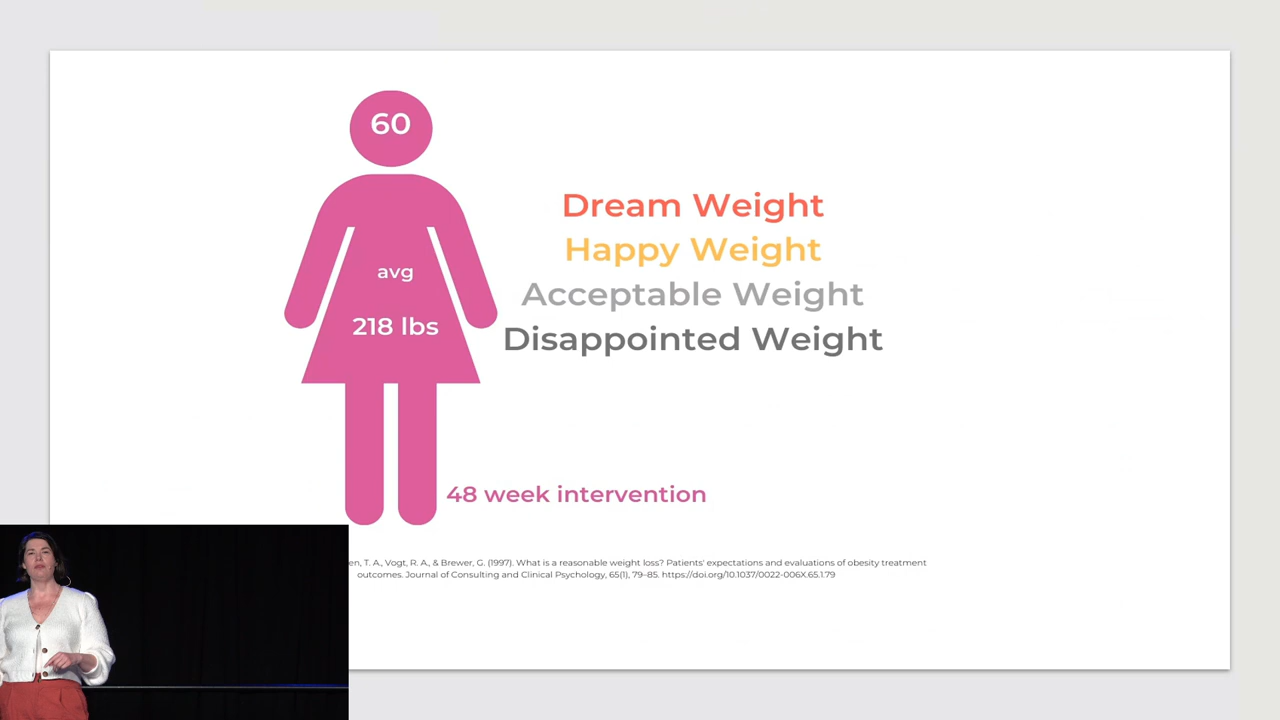 60
avg
218 lbs
Dream Weight
Happy Weight
Acceptable Weight
Disappointed Weight
48 week intervention
T. A., Vogt, R. A., & Brewer, G. (1997). What is a reasonable weight loss? Patients' expectations and evaluations of obesity treatment
outcomes. Journal of Consulting and Clinical Psychology, 65(1), 79–85. https://doi.org/10.1037/0022-006X.65.1.79